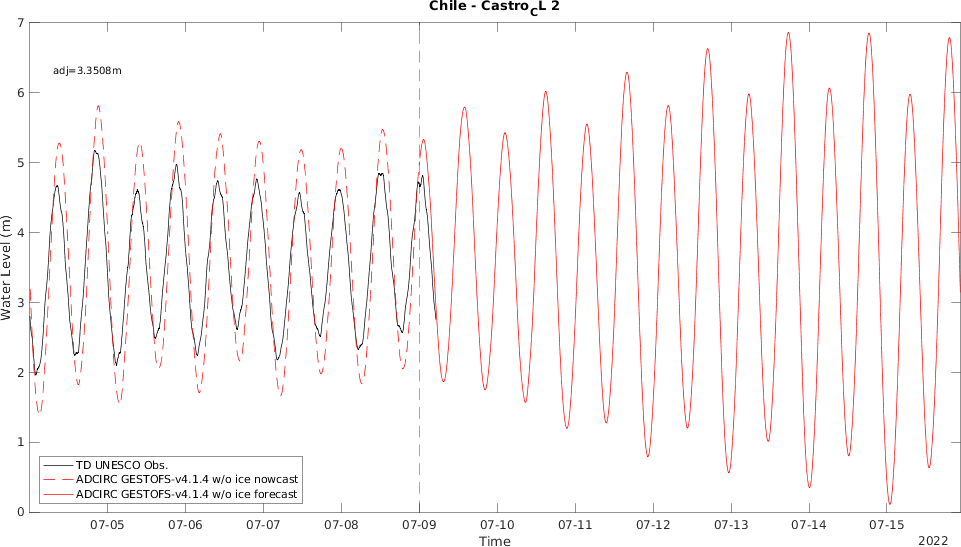 Chile - Castro_CL 2
adj=3.3508m
Water Level (m)
7
6
5
4
3
2
1
0
TD UNESCO Obs.
ADCIRC GESTOFS-v4.1.4 w/o ice nowcast
ADCIRC GESTOFS-v4.1.4 w/o ice forecast
07-05 07-06 07-07 07-08 07-09 07-10 07-11 07-12 07-13 07-14 07-15
Time
2022